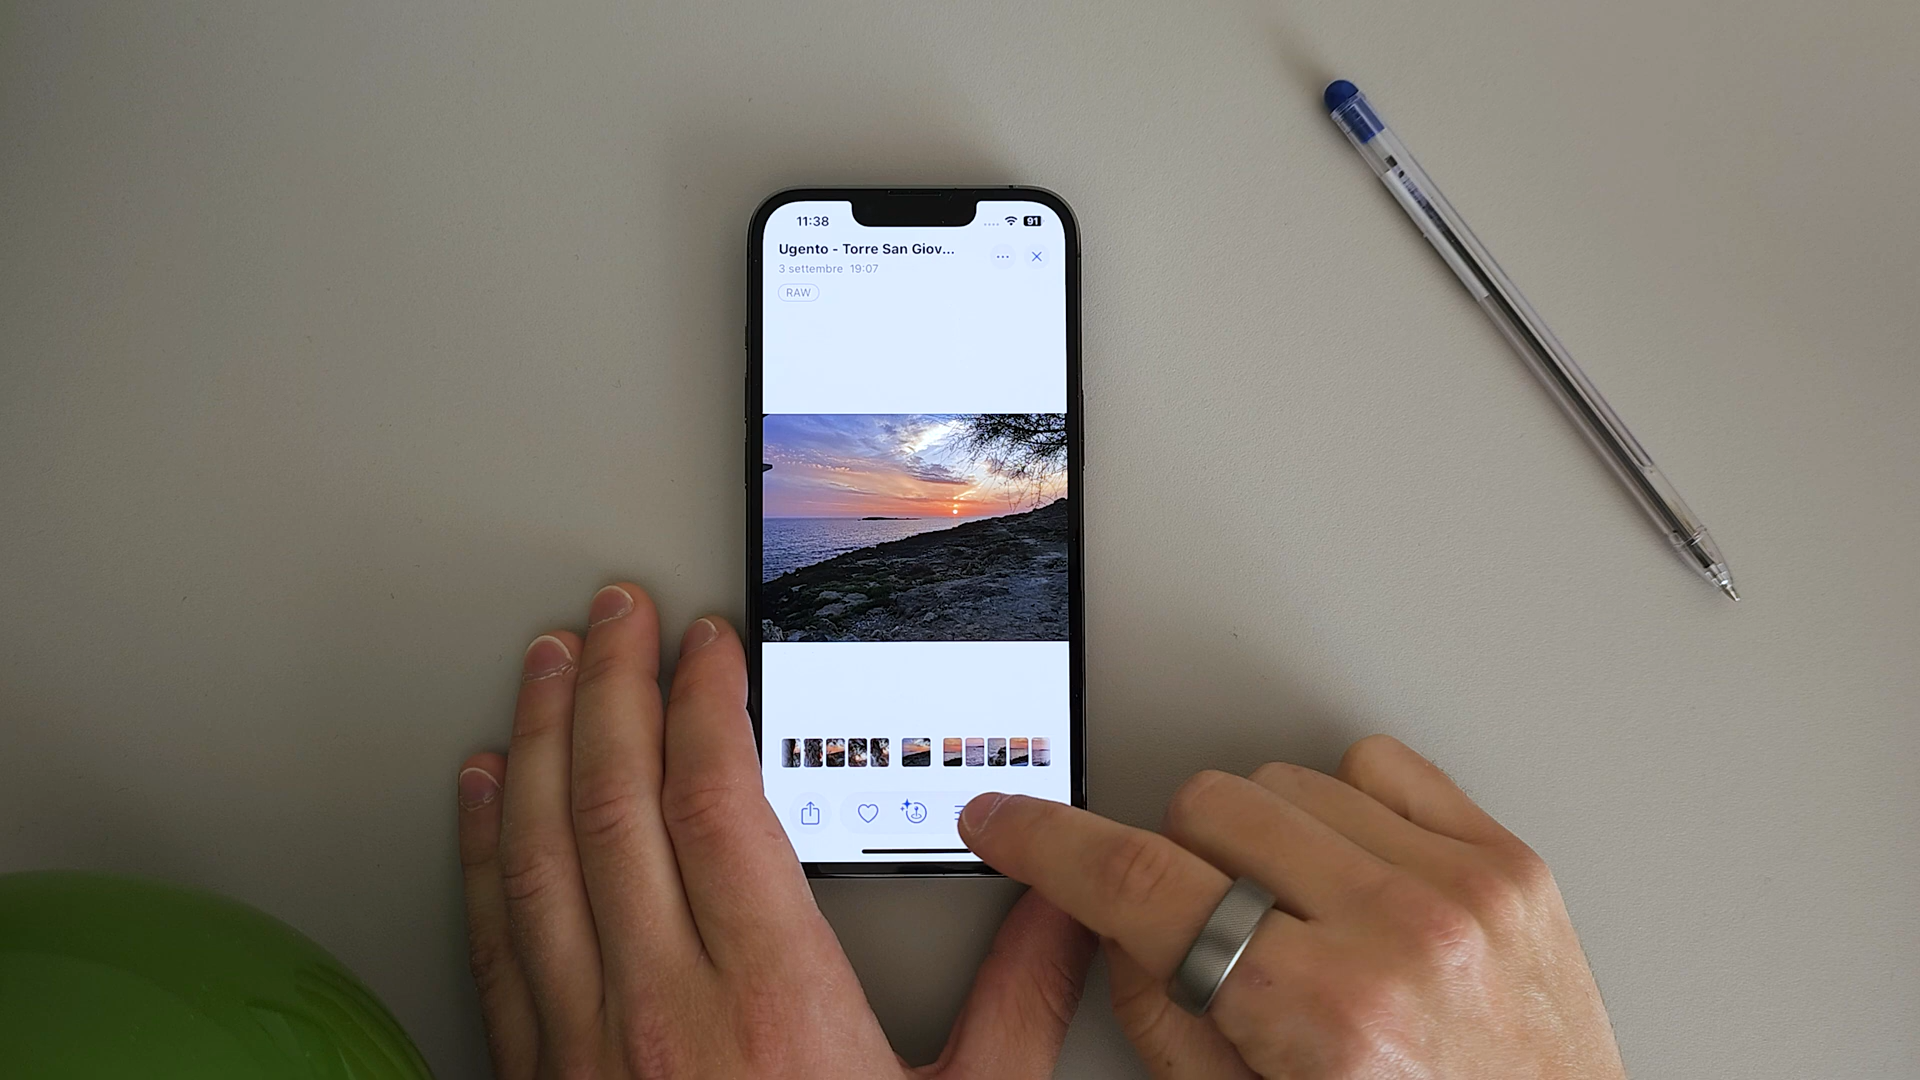 11:38
91
Ugento - Torre San Giov...
3 settembre 19:07
RAW